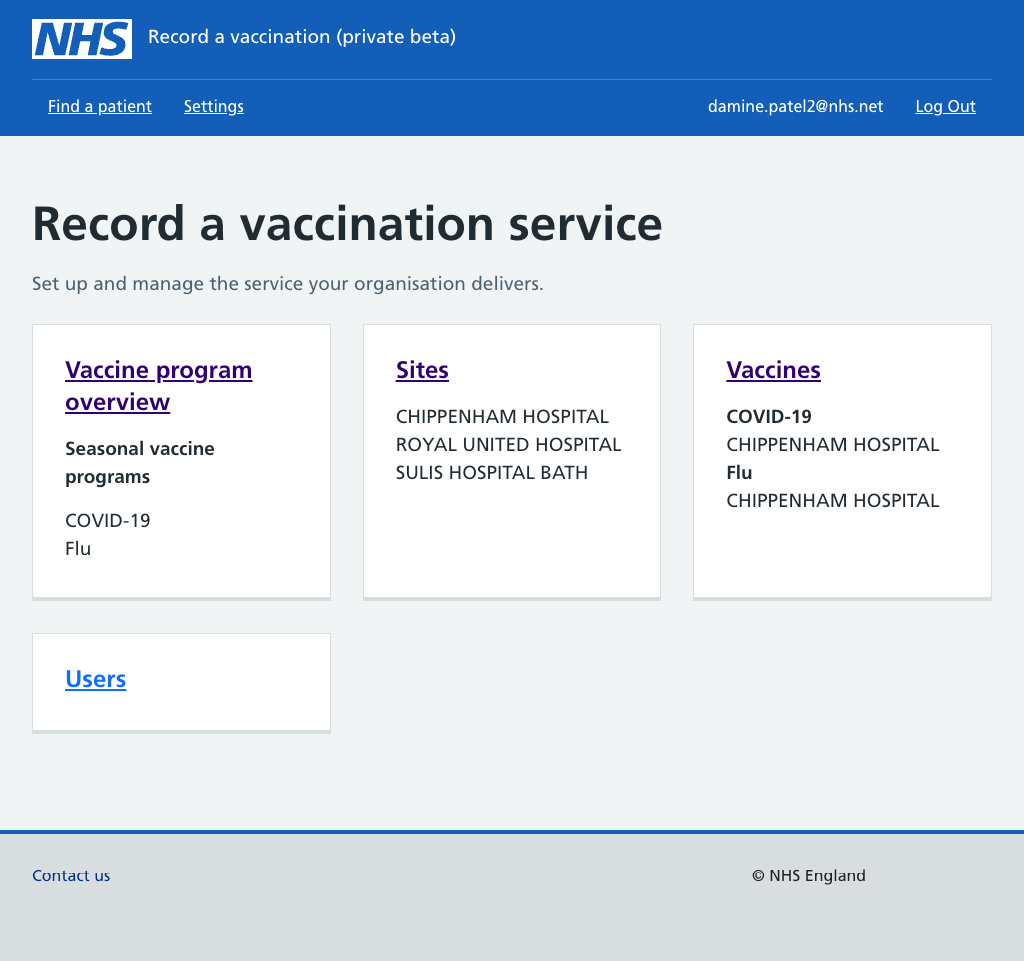 NHS Record a vaccination (private beta)
Find a patient Settings damine.patel2@nhs.net Log Out
Record a vaccination service
Set up and manage the service your organisation delivers.
Vaccine program
overview
Seasonal vaccine
programs
COVID-19
Flu
Sites
CHIPPENHAM HOSPITAL
ROYAL UNITED HOSPITAL
SULIS HOSPITAL BATH
Vaccines
COVID-19
CHIPPENHAM HOSPITAL
Flu
CHIPPENHAM HOSPITAL
Users
Contact us © NHS England